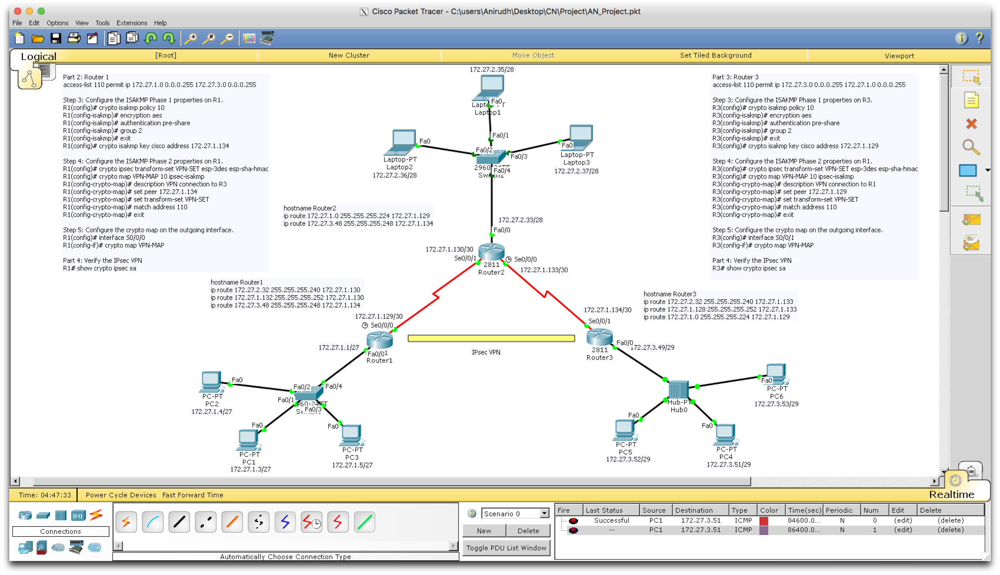 Cisco Packet Tracer - C:\users\Anirudh\Desktop\CN\Project\AN_Project.pkt
File Edit Options View Tools Extensions Help
Logical [Root] New Cluster Move Object Set Tiled Background Viewport
Part 2: Router 1
access-list 110 permit ip 172.27.1.0 0.0.0.255 172.27.3.0 0.0.0.255
Step 3: Configure the ISAKMP Phase 1 properties on R1.
R1(config)# crypto isakmp policy 10
R1(config-isakmp)# encryption aes
R1(config-isakmp)# authentication pre-share
R1(config-isakmp)# group 2
R1(config-isakmp)# exit
R1(config)# crypto isakmp key cisco address 172.27.1.134
Step 4: Configure the ISAKMP Phase 2 properties on R1.
R1(config)# crypto ipsec transform-set VPN-SET esp-3des esp-sha-hmac
R1(config)# crypto map VPN-MAP 10 ipsec-isakmp
R1(config-crypto-map)# description VPN connection to R3
R1(config-crypto-map)# set peer 172.27.1.134
R1(config-crypto-map)# set transform-set VPN-SET
R1(config-crypto-map)# match address 110
R1(config-crypto-map)# exit
Step 5: Configure the crypto map on the outgoing interface.
R1(config)# interface S0/0/0
R1(config-if)# crypto map VPN-MAP
Part 4: Verify the IPsec VPN
R1# show crypto ipsec sa
172.27.2.35/28
Fa0
Laptop1
Fa0/1
Fa0
Laptop-PT
Laptop2
172.27.2.36/28
Fa0/2
Fa0/3
Fa0
Laptop-PT
Laptop3
172.27.2.37/28
Fa0/4
Part 3: Router 3
access-list 110 permit ip 172.27.3.0 0.0.0.255 172.27.1.0 0.0.0.255
Step 3: Configure the ISAKMP Phase 1 properties on R3.
R3(config)# crypto isakmp policy 10
R3(config-isakmp)# encryption aes
R3(config-isakmp)# authentication pre-share
R3(config-isakmp)# group 2
R3(config-isakmp)# exit
R3(config)# crypto isakmp key cisco address 172.27.1.129
Step 4: Configure the ISAKMP Phase 2 properties on R1.
R3(config)# crypto ipsec transform-set VPN-SET esp-3des esp-sha-hmac
R3(config)# crypto map VPN-MAP 10 ipsec-isakmp
R3(config-crypto-map)# description VPN connection to R1
R3(config-crypto-map)# set peer 172.27.1.129
R3(config-crypto-map)# set transform-set VPN-SET
R3(config-crypto-map)# match address 110
R3(config-crypto-map)# exit
Step 5: Configure the crypto map on the outgoing interface.
R3(config)# interface S0/0/1
R3(config-if)# crypto map VPN-MAP
Part 4: Verify the IPsec VPN
R3# show crypto ipsec sa
hostname Router2
ip route 172.27.1.0 255.255.255.224 172.27.1.129
ip route 172.27.3.48 255.255.255.248 172.27.1.134
172.27.2.33/28
Fa0/0
172.27.1.130/30
Se0/0/1
Se0/0/0
172.27.1.133/30
2811
Router2
hostname Router1
ip route 172.27.2.32 255.255.255.240 172.27.1.130
ip route 172.27.1.132 255.255.255.252 172.27.1.130
ip route 172.27.3.48 255.255.255.248 172.27.1.134
hostname Router3
ip route 172.27.2.32 255.255.255.240 172.27.1.133
ip route 172.27.1.128 255.255.255.252 172.27.1.133
ip route 172.27.1.0 255.255.255.224 172.27.1.129
172.27.1.129/30
Se0/0/0
172.27.1.1/27
Fa0/0
Router1
IPsec VPN
172.27.1.134/30
Se0/0/1
Fa0/0
172.27.3.49/29
2811
Router3
Fa0
PC-PT
PC2
172.27.1.4/27
Fa0/2
Fa0/4
Fa0/1
Fa0/3
Fa0
PC-PT
PC1
172.27.1.3/27
Fa0
PC-PT
PC3
172.27.1.5/27
Hub-PT
Hub0
Fa0
PC-PT
PC6
172.27.3.53/29
Fa0
PC-PT
PC5
172.27.3.52/29
Fa0
PC-PT
PC4
172.27.3.51/29
Time: 04:47:33 Power Cycle Devices Fast Forward Time
Realtime
Connections
Automatically Choose Connection Type
Scenario 0
New Delete
Toggle PDU List Window
Fire Last Status Source Destination Type Color Time(sec) Periodic Num Edit Delete
Successful PC1 172.27.3.51 ICMP 84600.0... N 0 (edit) (delete)
-- PC1 172.27.3.51 ICMP 86400.0... N 1 (edit) (delete)